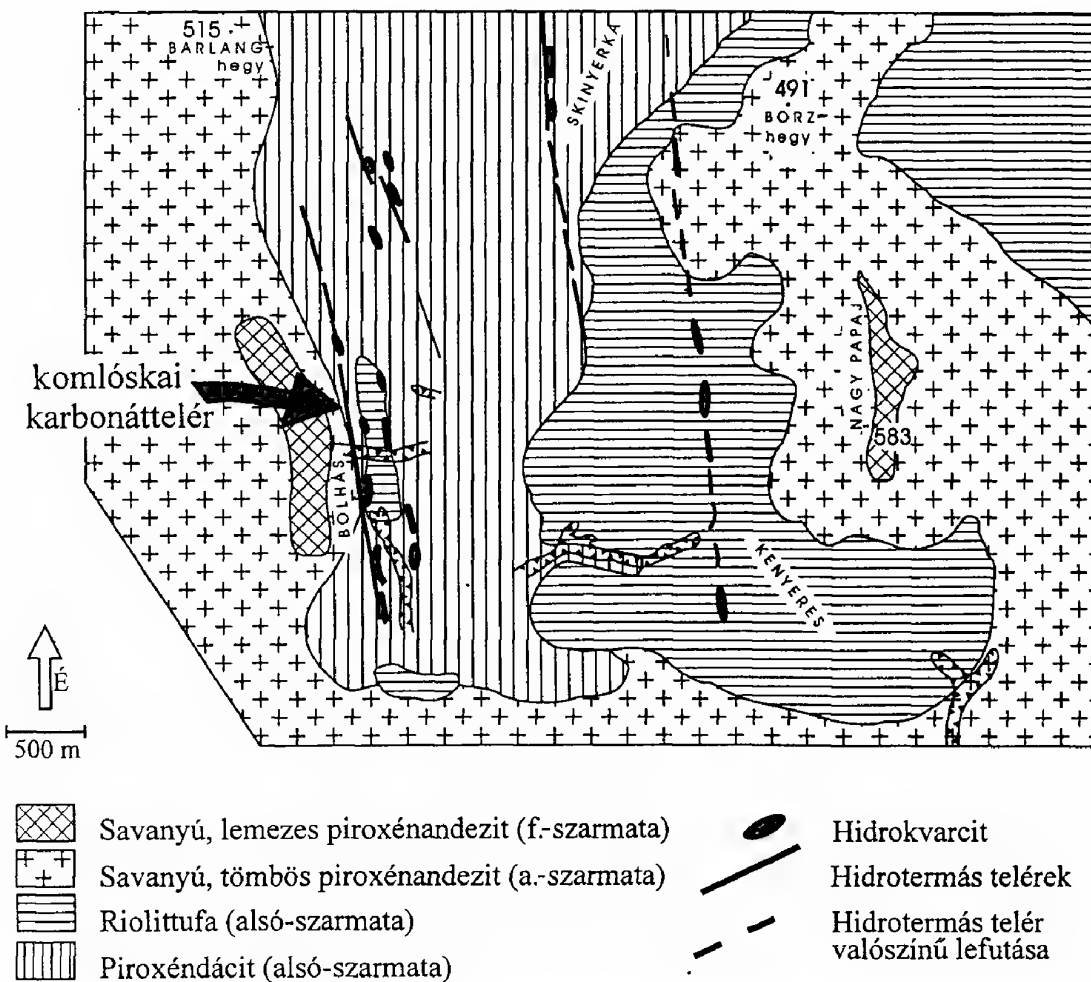 515
BARLANG-
hegy
SKINYERKA
491
BORZ-
hegy
NAGY PAPAJ
583
komlóskai
karbonáttelér
BOLHÁS
KENYERES
É
500 m
Savanyú, lemezes piroxénandezit (f.-szarmata)
Savanyú, tömbös piroxénandezit (a.-szarmata)
Riolittufa (alsó-szarmata)
Piroxéndácit (alsó-szarmata)
Hidrokvarcit
Hidrotermás telérek
Hidrotermás telér
valószínű lefutása